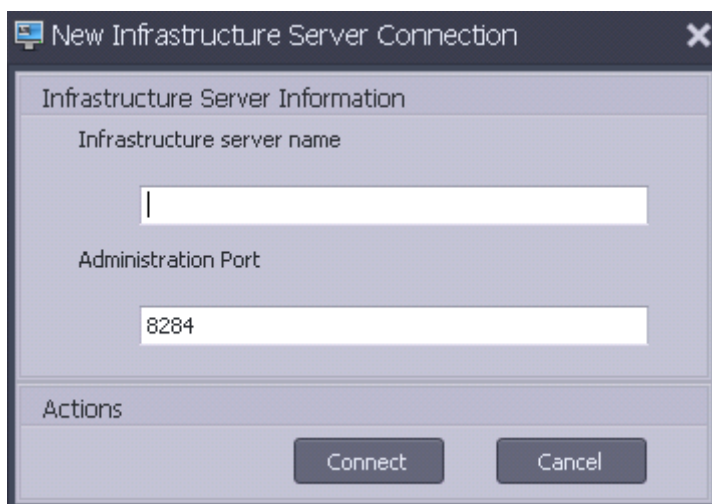 New Infrastructure Server Connection
Infrastructure Server Information
Infrastructure server name
Administration Port
8284
Actions
Connect Cancel